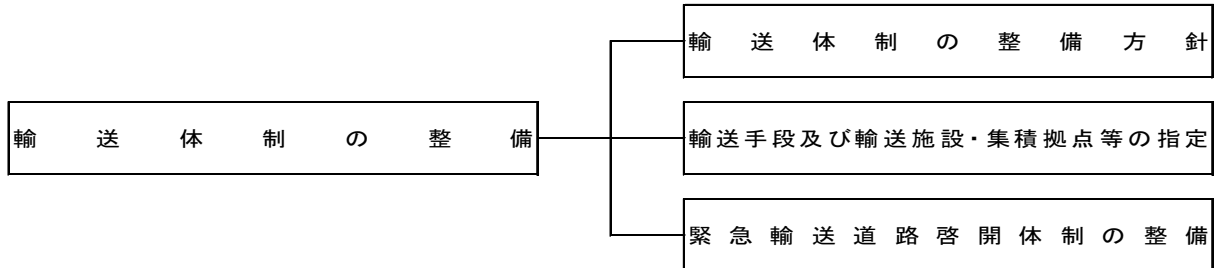 輸送体制の整備
輸送体制の整備方針
輸送手段及び輸送施設・集積拠点等の指定
緊急輸送道路啓開体制の整備